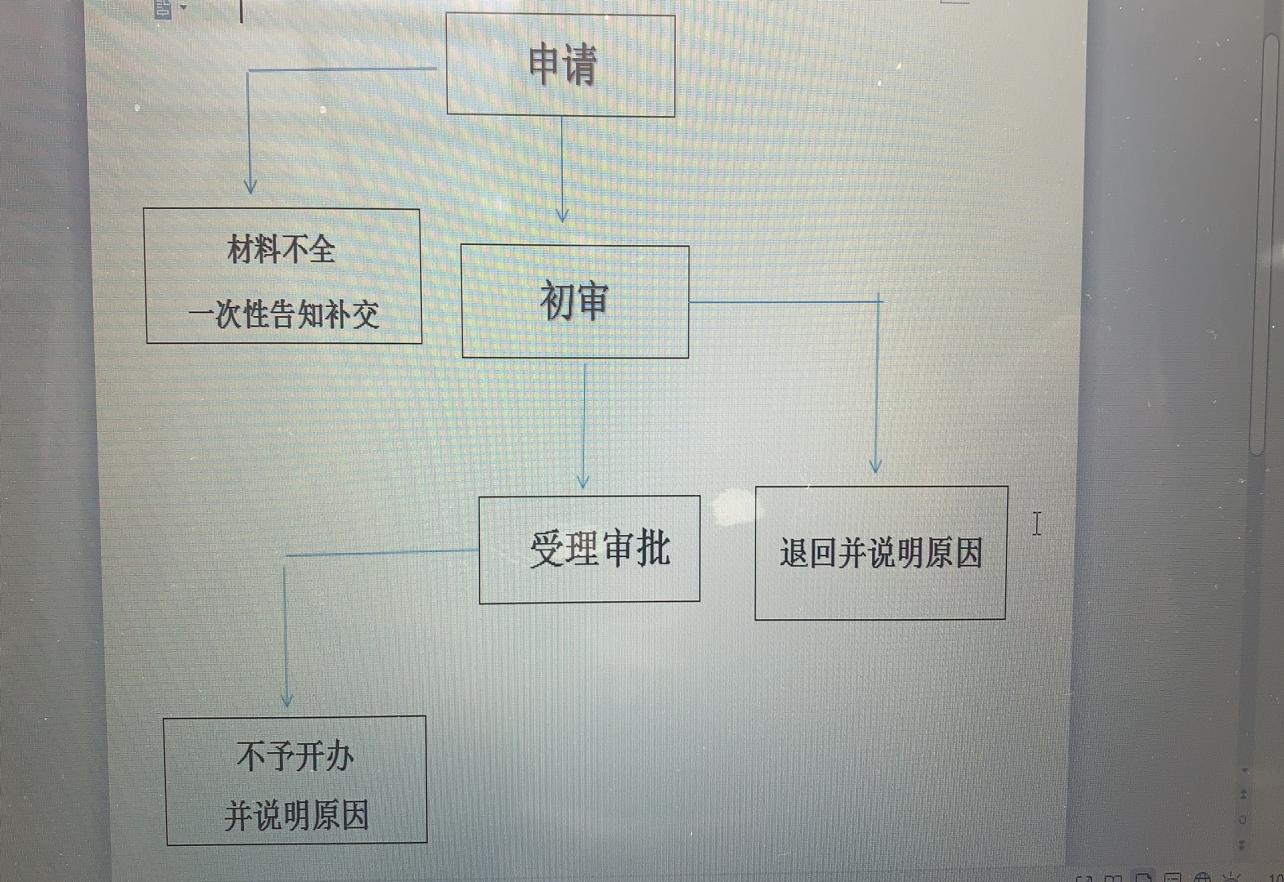 申请
材料不全
一次性告知补交
初审
受理审批
退回并说明原因
不予开办
并说明原因